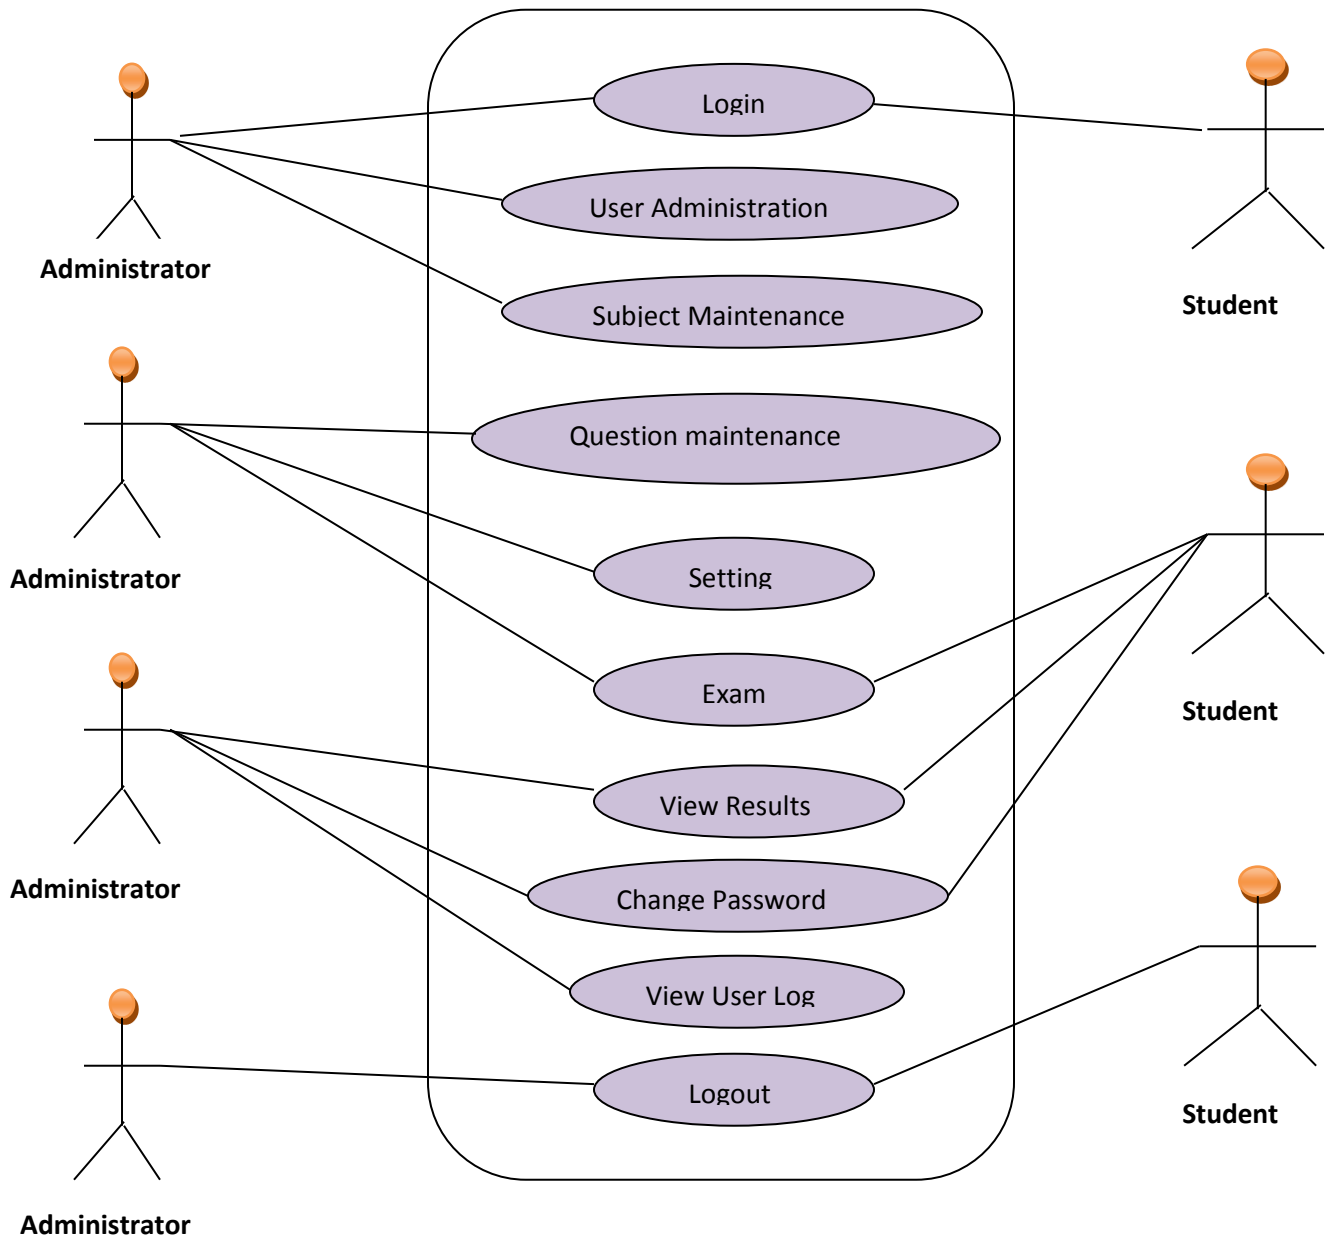 Login
User Administration
Administrator
Subject Maintenance
Student
Question maintenance
Setting
Administrator
Exam
Student
View Results
Administrator
Change Password
View User Log
Logout
Student
Administrator